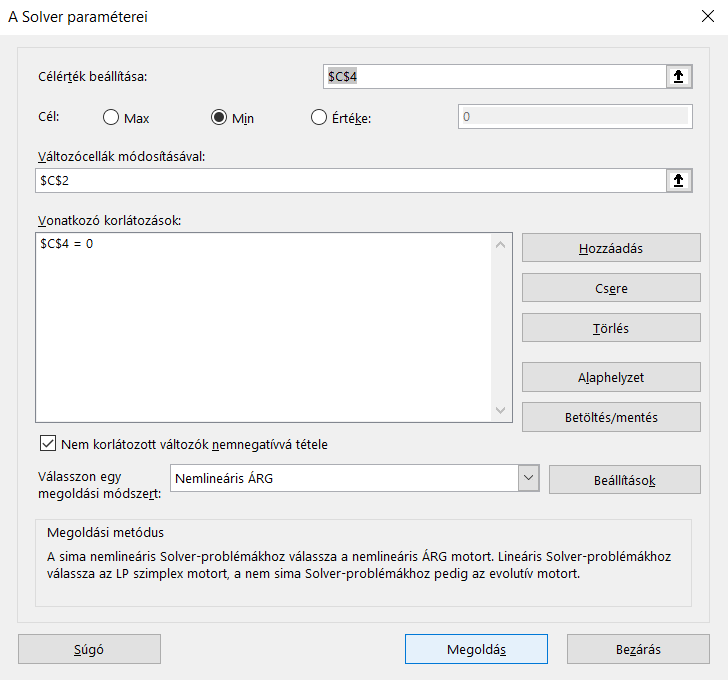 A Solver paraméterei
Célérték beállítása:
$C$4
Cél:
Max
Min
Értéke:
0
Változócellák módosításával:
$C$2
Vonatkozó korlátozások:
$C$4 = 0
Hozzáadás
Csere
Törlés
Alaphelyzet
Betöltés/mentés
Nem korlátozott változók nemnegatívvá tétele
Válasszon egy
megoldási módszert:
Nemlineáris ÁRG
Beállítások
Megoldási metódus
A sima nemlineáris Solver-problémákhoz válassza a nemlineáris ÁRG motort. Lineáris Solver-problémákhoz
válassza az LP szimplex motort, a nem sima Solver-problémákhoz pedig az evolutív motort.
Súgó
Megoldás
Bezárás